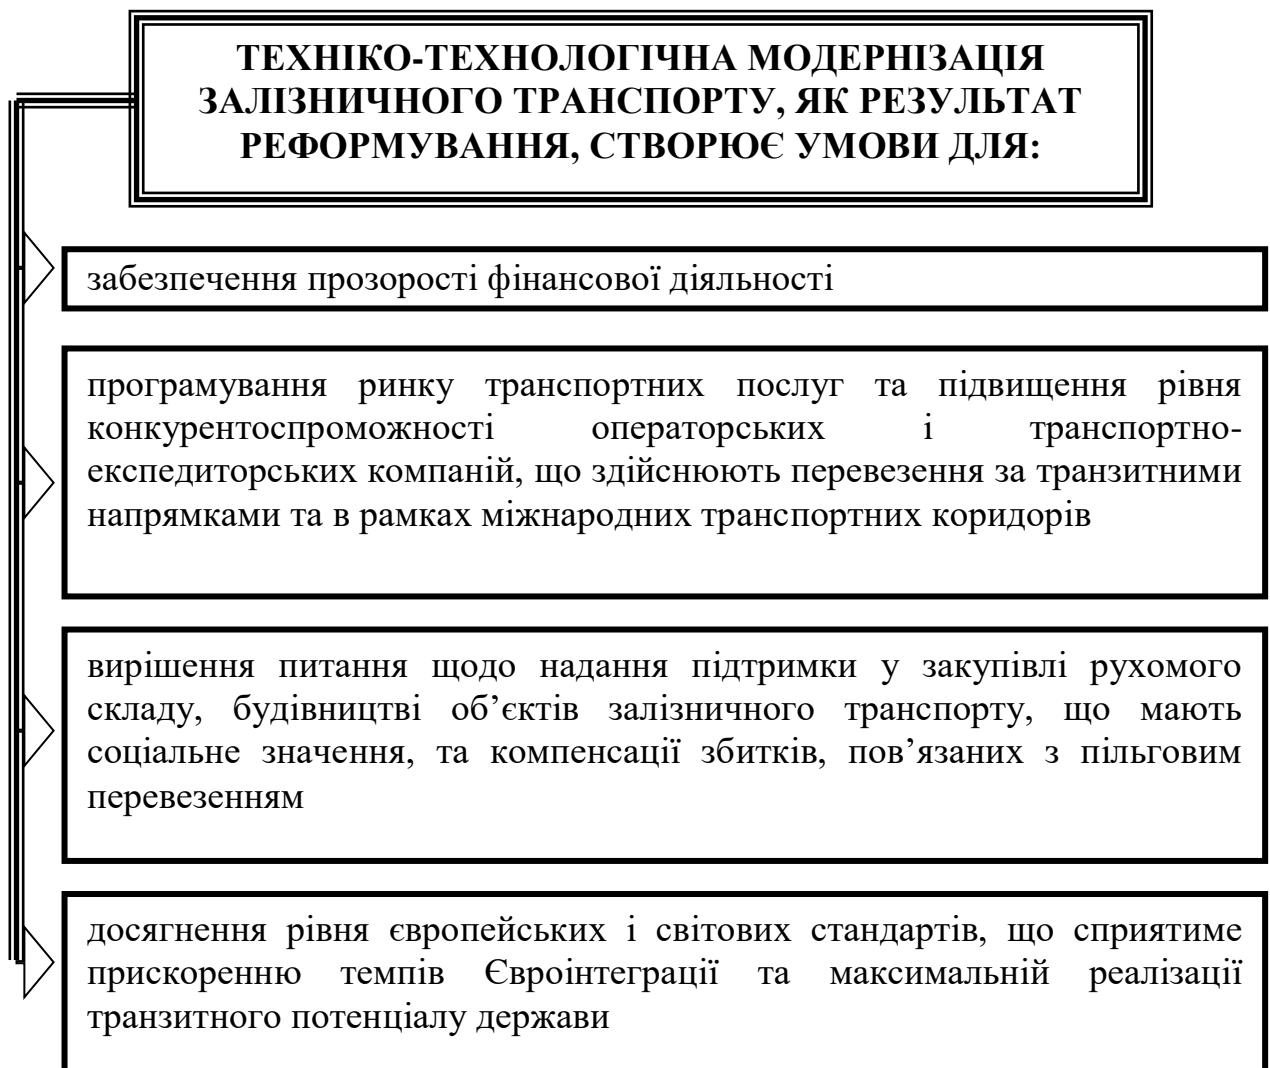 ТЕХНІКО-ТЕХНОЛОГІЧНА МОДЕРНІЗАЦІЯ
ЗАЛІЗНИЧНОГО ТРАНСПОРТУ, ЯК РЕЗУЛЬТАТ
РЕФОРМУВАННЯ, СТВОРЮЄ УМОВИ ДЛЯ:
забезпечення прозорості фінансової діяльності
програмування ринку транспортних послуг та підвищення рівня
конкурентоспроможності операторських і транспортно-
експедиторських компаній, що здійснюють перевезення за транзитними
напрямками та в рамках міжнародних транспортних коридорів
вирішення питання щодо надання підтримки у закупівлі рухомого
складу, будівництві об’єктів залізничного транспорту, що мають
соціальне значення, та компенсації збитків, пов’язаних з пільговим
перевезенням
досягнення рівня європейських і світових стандартів, що сприятиме
прискоренню темпів Євроінтеграції та максимальній реалізації
транзитного потенціалу держави